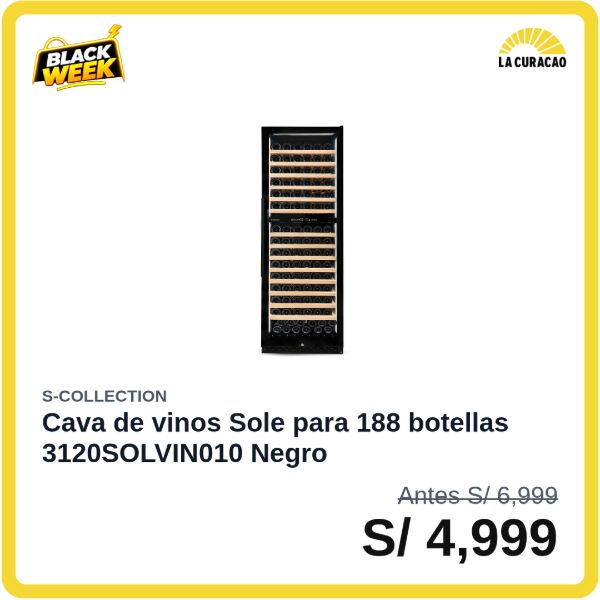 BLACK
WEEK
LA CURACAO
S-COLLECTION
Cava de vinos Sole para 188 botellas
3120SOLVIN010 Negro
Antes S/ 6,999
S/ 4,999